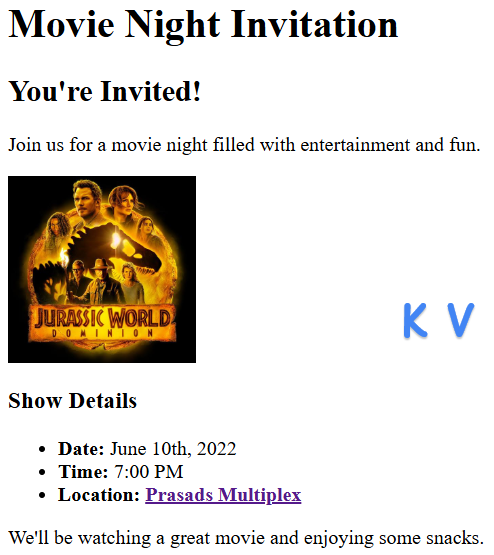 Movie Night Invitation
You're Invited!
Join us for a movie night filled with entertainment and fun.
JURASSIC WORLD
DOMINION
K V
Show Details
Date: June 10th, 2022
Time: 7:00 PM
Location: Prasads Multiplex
We'll be watching a great movie and enjoying some snacks.